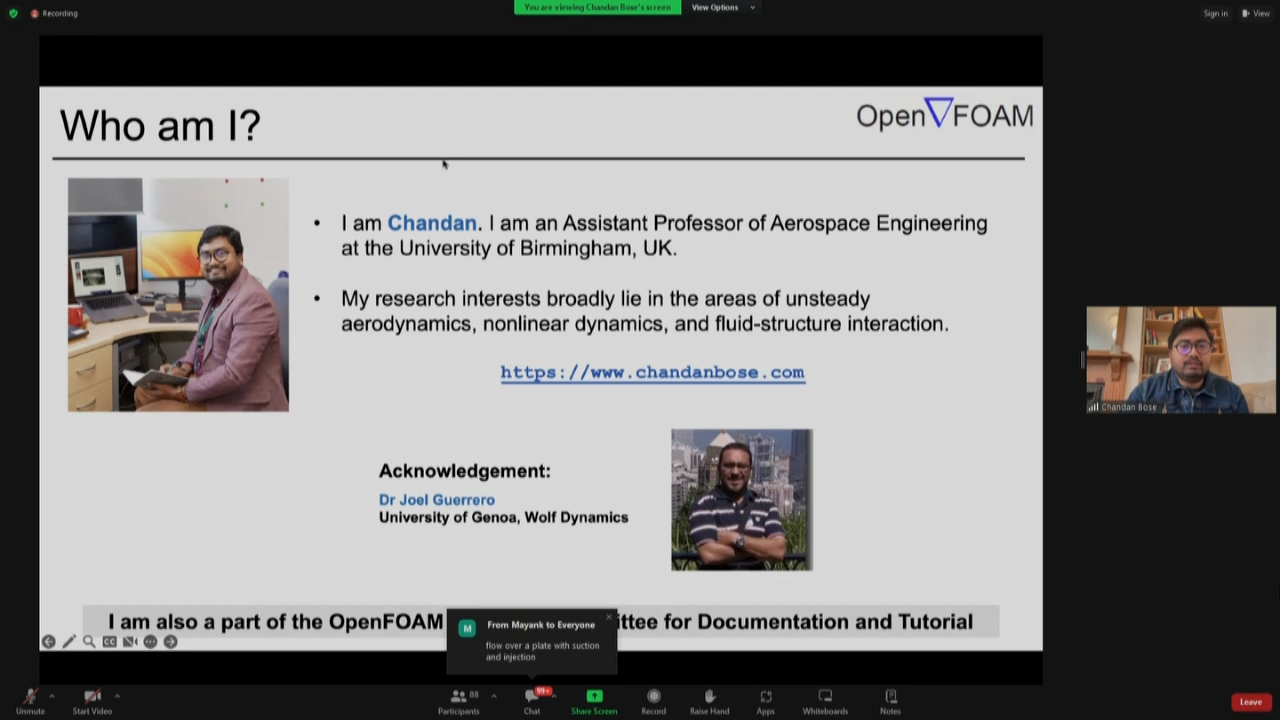 Recording
You are viewing Chandan Bose's screen
View Options
Sign in
View
Who am I?
Open FOAM
• I am Chandan. I am an Assistant Professor of Aerospace Engineering
at the University of Birmingham, UK.
• My research interests broadly lie in the areas of unsteady
aerodynamics, nonlinear dynamics, and fluid-structure interaction.
https://www.chandanbose.com
Chandan Bose
Acknowledgement:
Dr Joel Guerrero
University of Genoa, Wolf Dynamics
I am also a part of the OpenFOAM ittee for Documentation and Tutorial
M
From Mayank to Everyone
flow over a plate with suction
and injection
CC
Unmute
Start Video
88
Participants
99+
Chat
Share Screen
Record
Raise Hand
Apps
Whiteboards
Notes
Leave